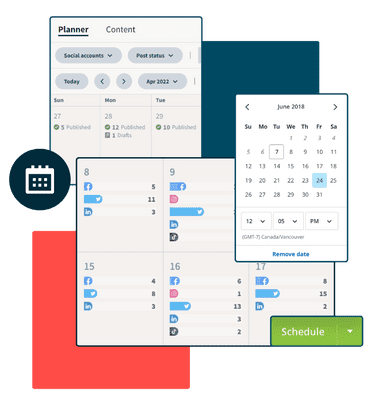 Planner Content
Social accounts Post status
Today Apr 2022
Sun Mon Tue
27 28 29
5 Published 12 Published 10 Published
1 Drafts
June 2018
Su Mo Tu We Th Fr Sa
1 2 3 4
5 6 7 8 9 10 11
12 13 14 15 16 17 18
19 20 21 22 23 24 25
26 27 28 29 30 31
12 05 PM
(GMT-7) Canada/Vancouver
Remove date
8 9
5
11
3
15 16 17
4 6 8
8 1 15
3 13 2
3
2
Schedule